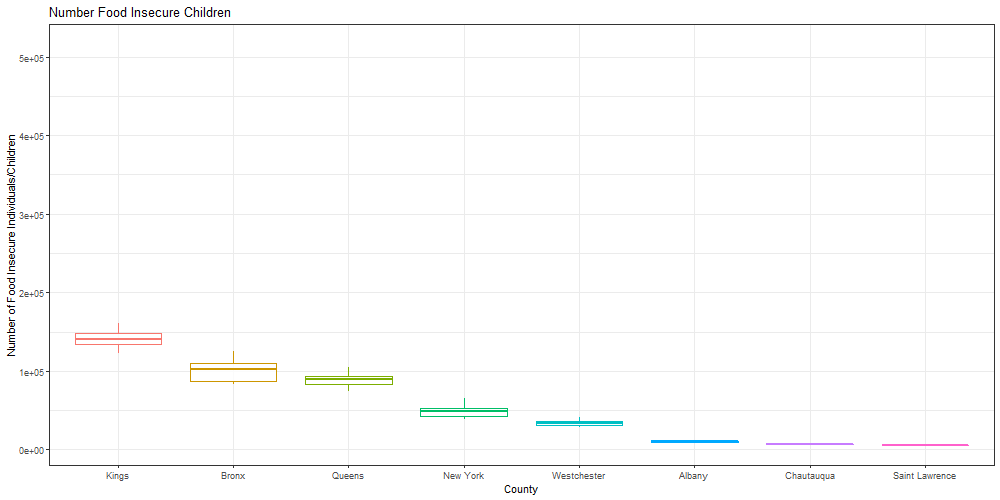 Number Food Insecure Children
Number of Food Insecure Individuals/Children
5e+05
4e+05
3e+05
2e+05
1e+05
0e+00
Kings Bronx Queens New York Westchester Albany Chautauqua Saint Lawrence
County